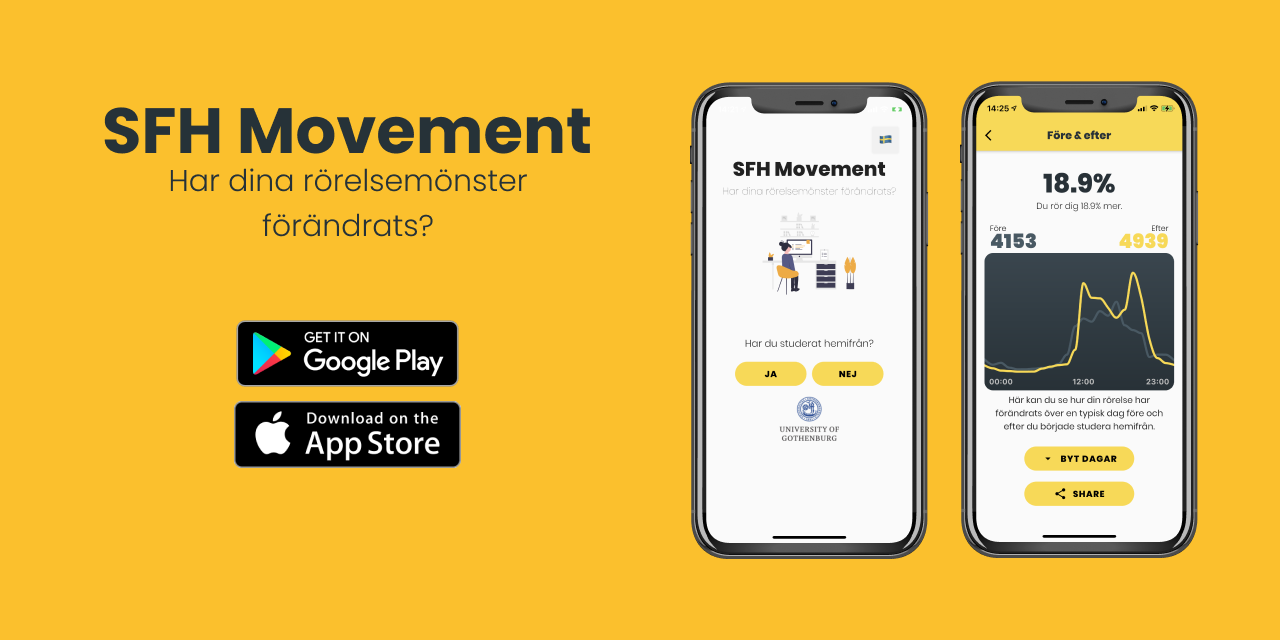 SFH Movement
Har dina rörelsemönster
förändrats?
GET IT ON
Google Play
Download on the
App Store
SFH Movement
Har dina rörelsemönster förändrats?
Har du studerat hemifrån?
JA
NEJ
UNIVERSITY OF
GOTHENBURG
14:25
Före & efter
18.9%
Du rör dig 18.9% mer.
Före
Efter
4153
4939
00:00
12:00
23:00
Här kan du se hur din rörelse har
förändrats över en typisk dag före och
efter du började studera hemifrån.
BYT DAGAR
SHARE